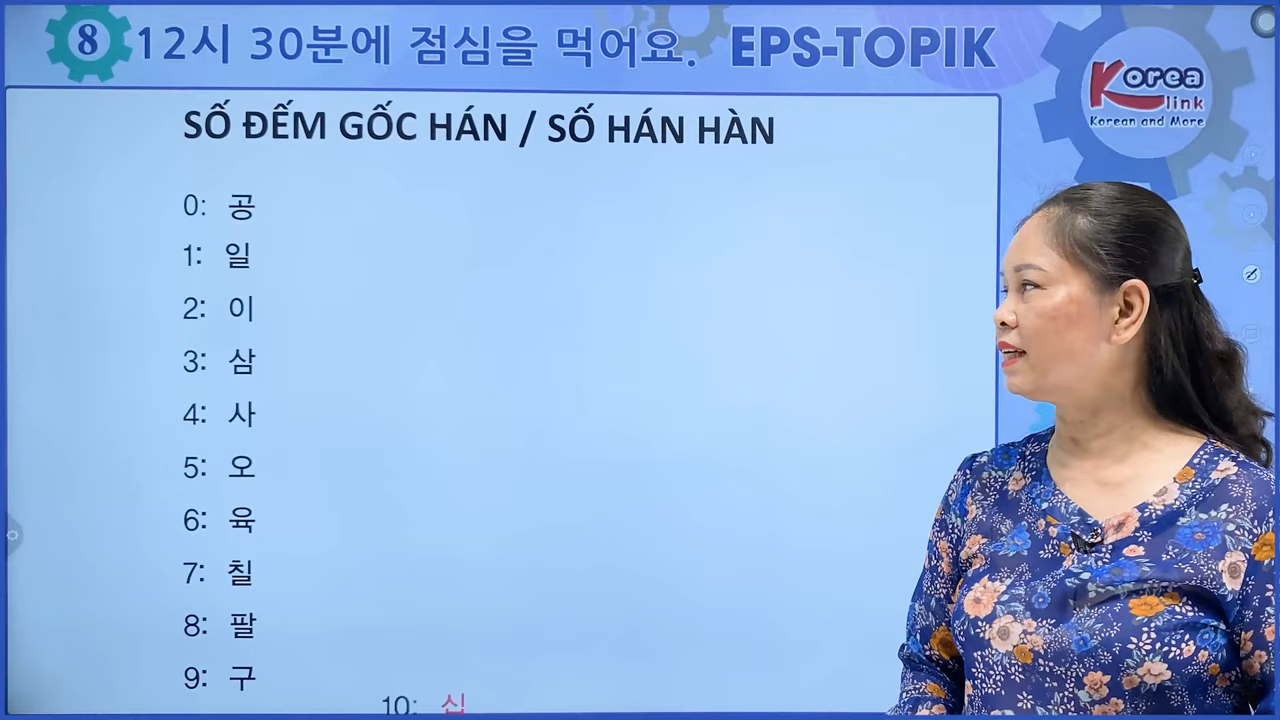 8 12시 30분에 점심을 먹어요. EPS-TOPIK
Korea
link
Korean and More
SỐ ĐẾM GỐC HÁN / SỐ HÁN HÀN
0: 공
1: 일
2: 이
3: 삼
4: 사
5: 오
6: 육
7: 칠
8: 팔
9: 구
10: 십